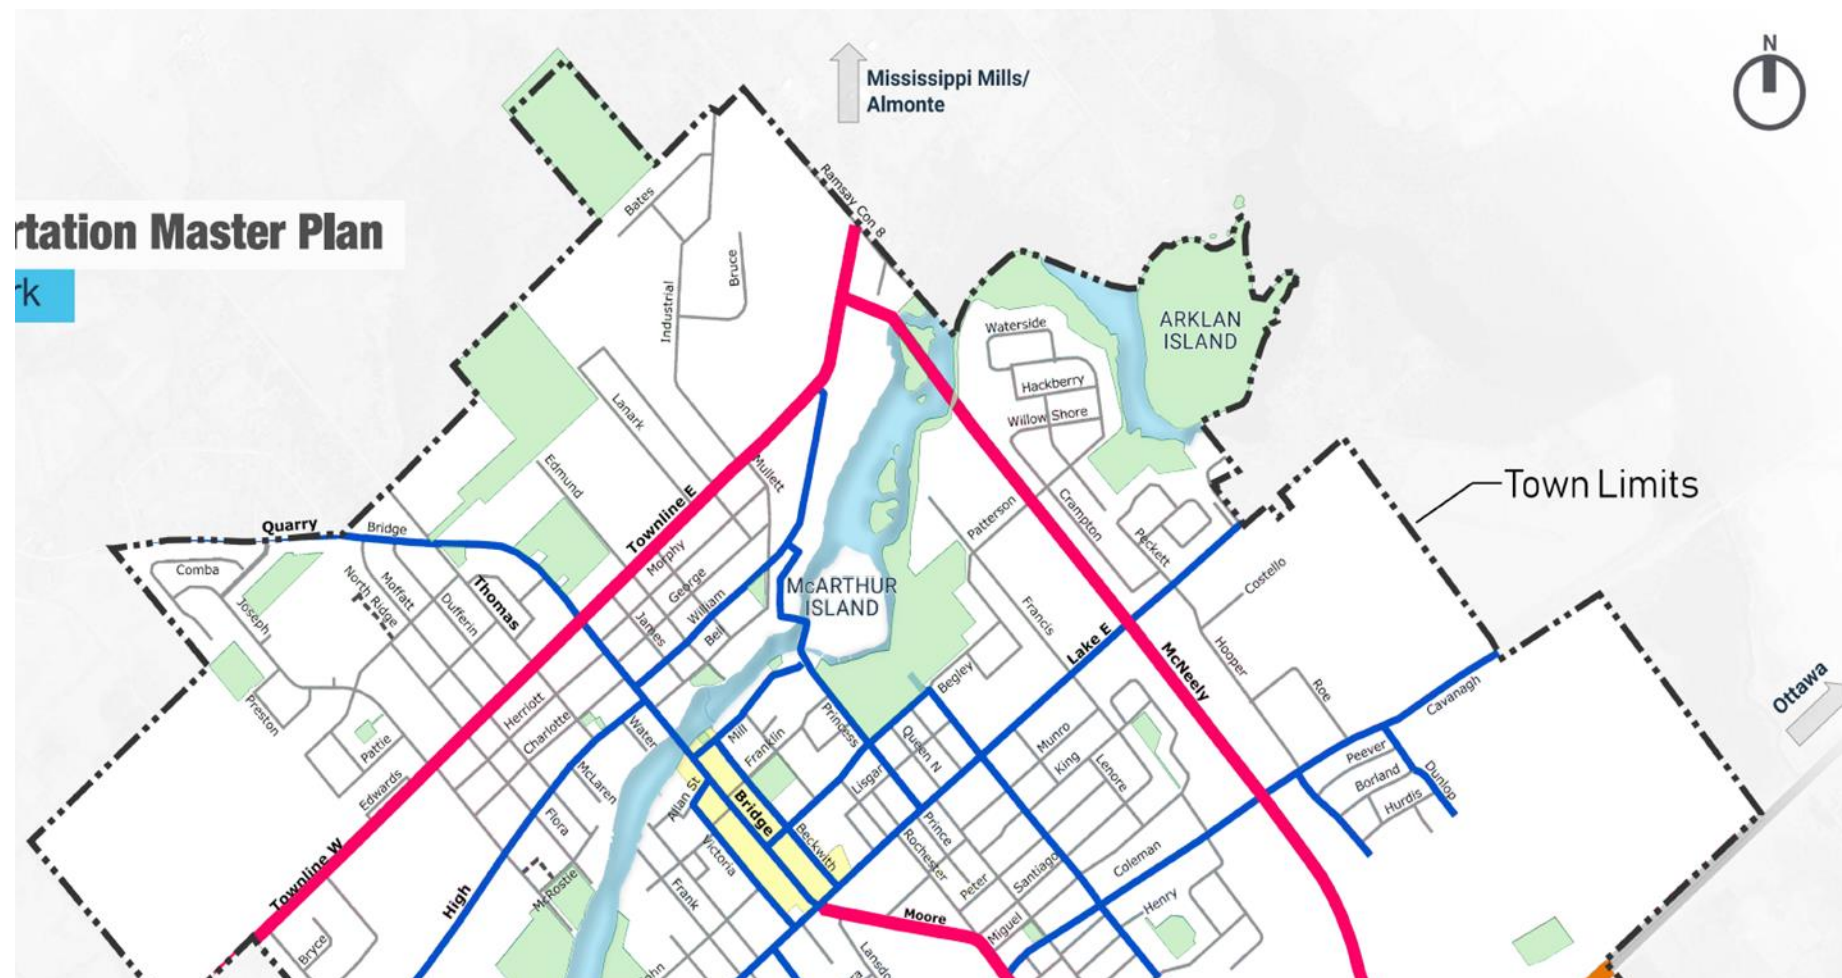 N
Mississippi Mills/
Almonte
rtation Master Plan
rk
Ramsay Con 8
Bates
Bruce
Industrial
ARKLAN
ISLAND
Waterside
Hackberry
Willow Shore
Lanark
Mullett
Edmund
Townline E
Town Limits
Quarry
Bridge
Patterson
Crampton
Peckett
Comba
Joseph
North Ridge
Moffatt
Dufferin
Thomas
Morphy
George
William
James
Bell
McARTHUR
ISLAND
Francis
Lake E
Costello
Hooper
McNeely
Roe
Cavanagh
Ottawa
Preston
Pattie
Edwards
Herriott
Charlotte
Water
McLaren
Flora
Mill
Franklin
Princess
Begley
Queen N
Lisgar
Munro
King
Lenore
Peever
Borland
Hurdis
Dunlop
Allan St
Bridge
Beckwith
Victoria
Prince
Rochester
Peter
Santiago
Coleman
Henry
Townline W
High
McRostie
Frank
Moore
Miguel
Bryce